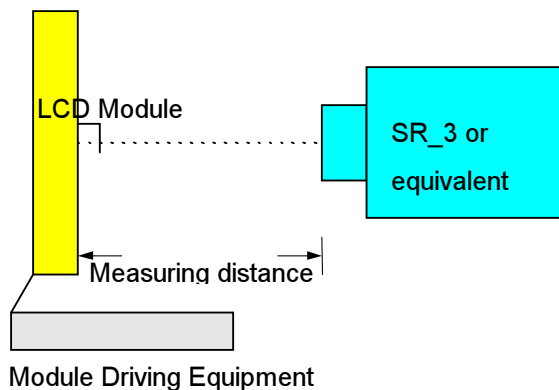 LCD Module
SR_3 or
equivalent
Measuring distance
Module Driving Equipment